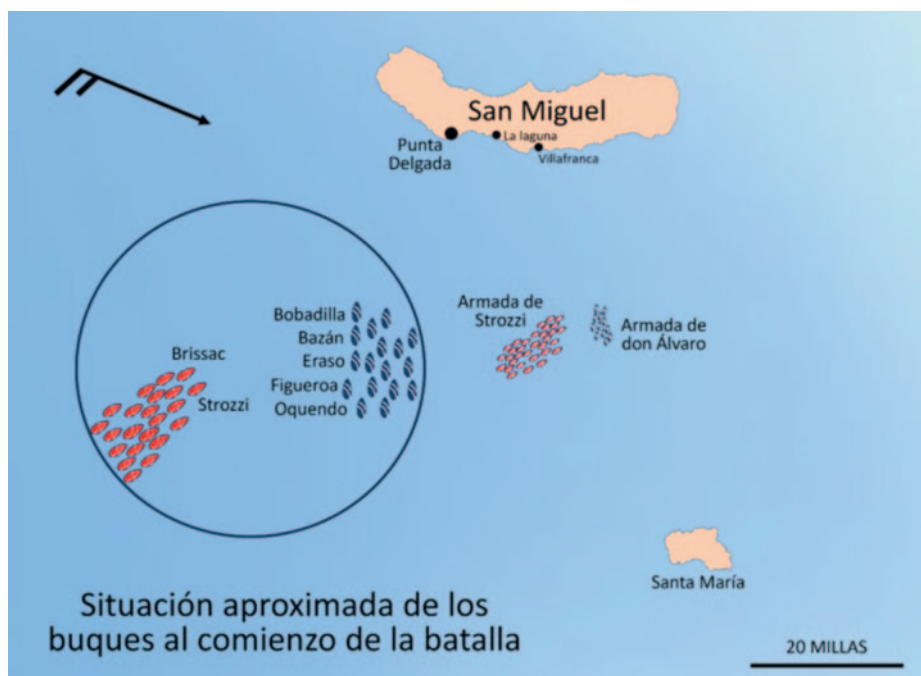 San Miguel
Punta
Delgada
La laguna
Villafranca
Bobadilla
Bazán
Eraso
Figueroa
Oquendo
Brissac
Strozzi
Armada de
Strozzi
Armada de
don Álvaro
Santa María
Situación aproximada de los
buques al comienzo de la batalla
20 MILLAS